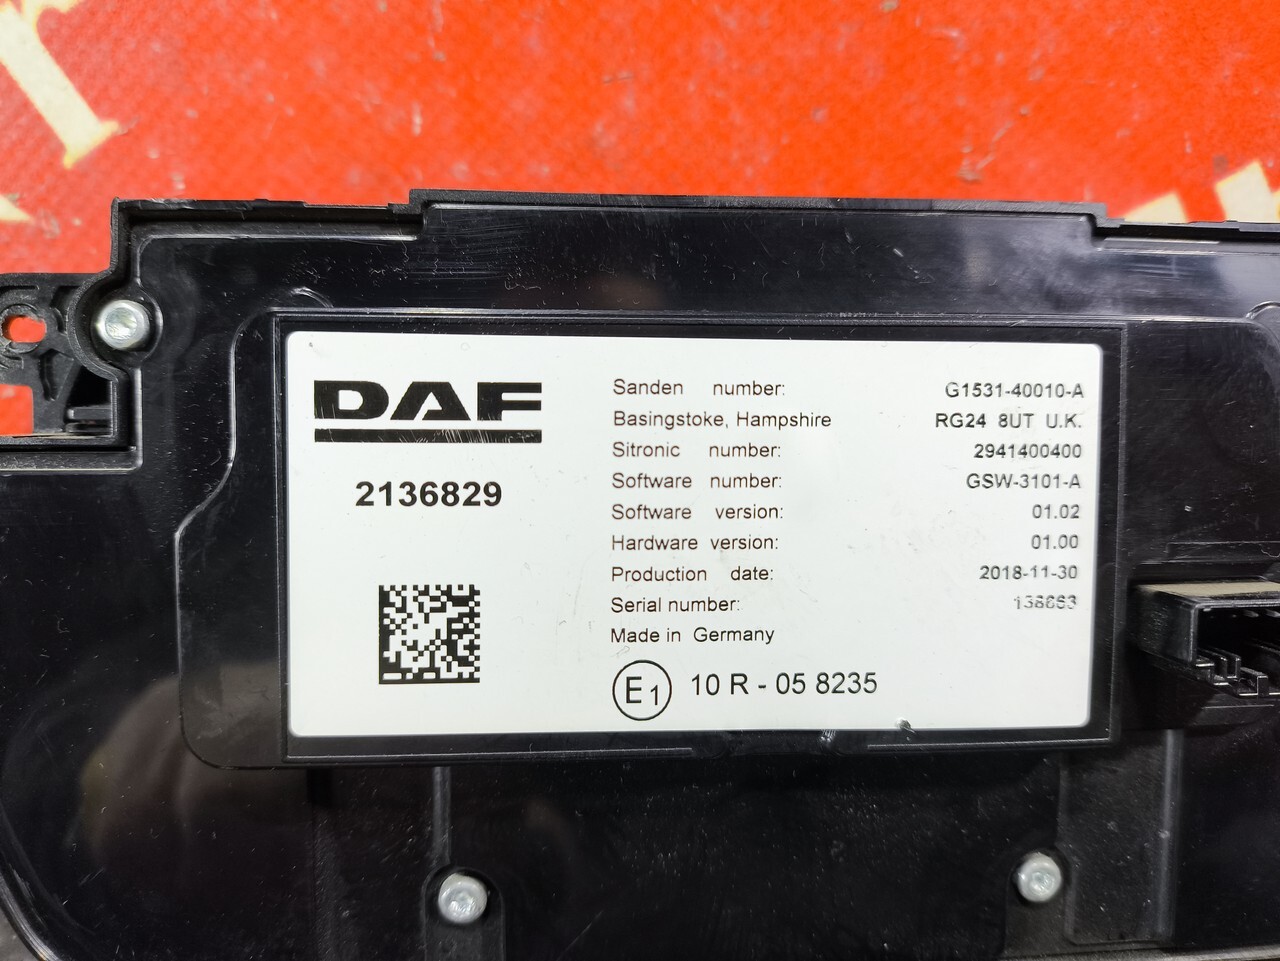 DAF
2136829
Sanden number: G1531-40010-A
Basingstoke, Hampshire RG24 8UT U.K.
Sitronic number: 2941400400
Software number: GSW-3101-A
Software version: 01.02
Hardware version: 01.00
Production date: 2018-11-30
Serial number:
Made in Germany
E1 10 R - 05 8235